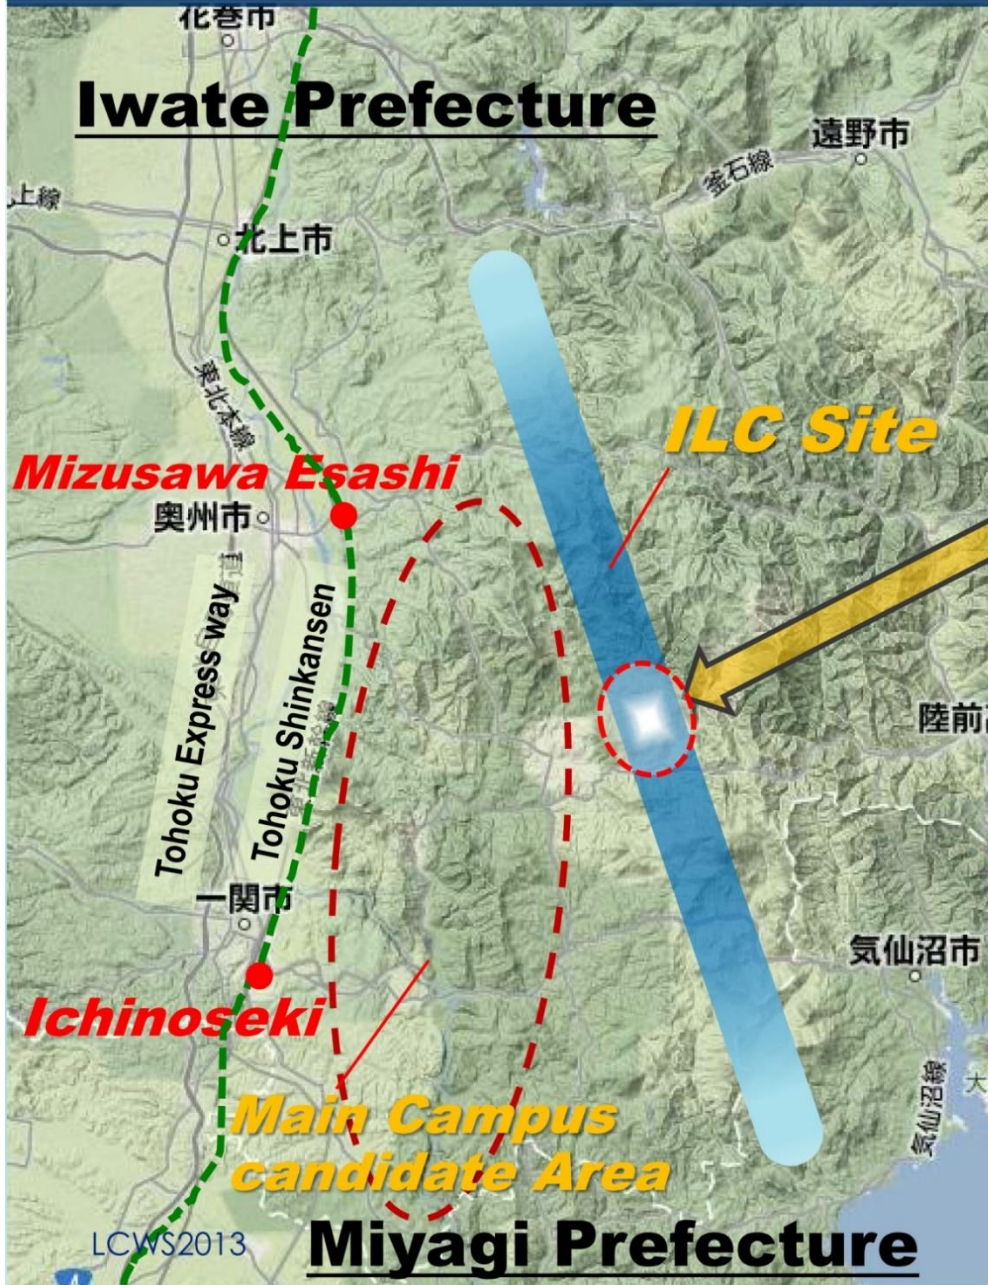 花巻市
Iwate Prefecture
遠野市
釜石線
上線
北上市
東北本線
ILC Site
Mizusawa Esashi
奥州市
Tohoku Express way
Tohoku Shinkansen
陸前
一関市
気仙沼市
Ichinoseki
気仙沼線
大
Main Campus
candidate Area
LCWS2013
Miyagi Prefecture
4